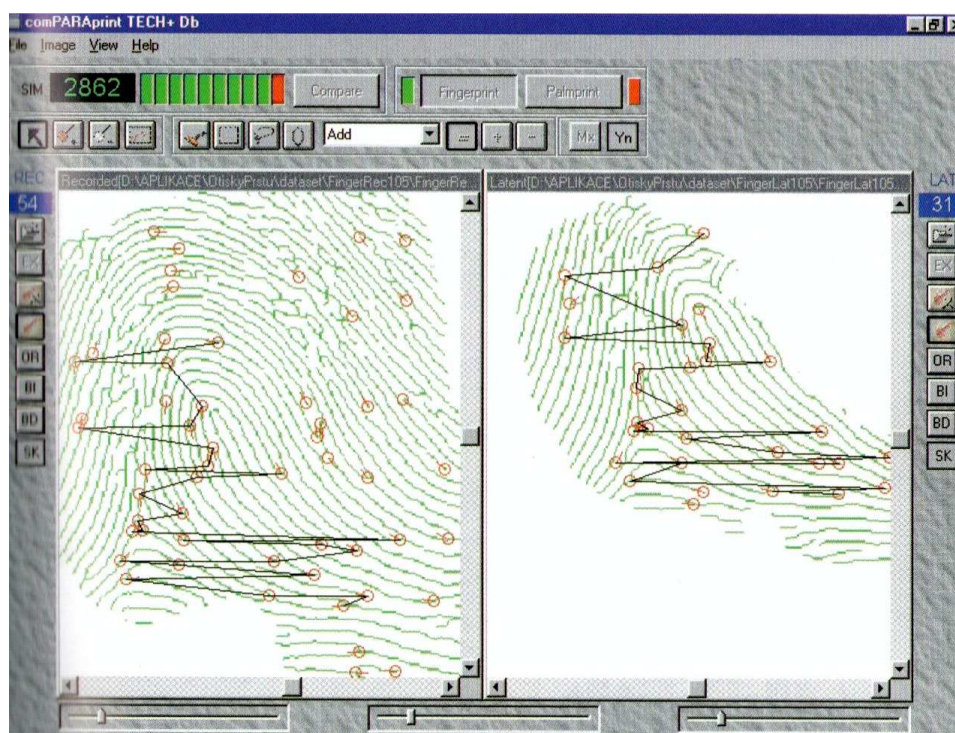 comPARAprint TECH+ Db
File Image View Help
SIM 2862 Compare Fingerprint Palmprint
Add = + - Mx Yn
REC
54
Recorded[D:\APLIKACE\OtiskyPrstu\dataset\FingerRec105\FingerRe...
Latent[D:\APLIKACE\OtiskyPrstu\dataset\FingerLat105\FingerLat105...
LAT
31
EX
OR
BI
BD
SK
EX
OR
BI
BD
SK